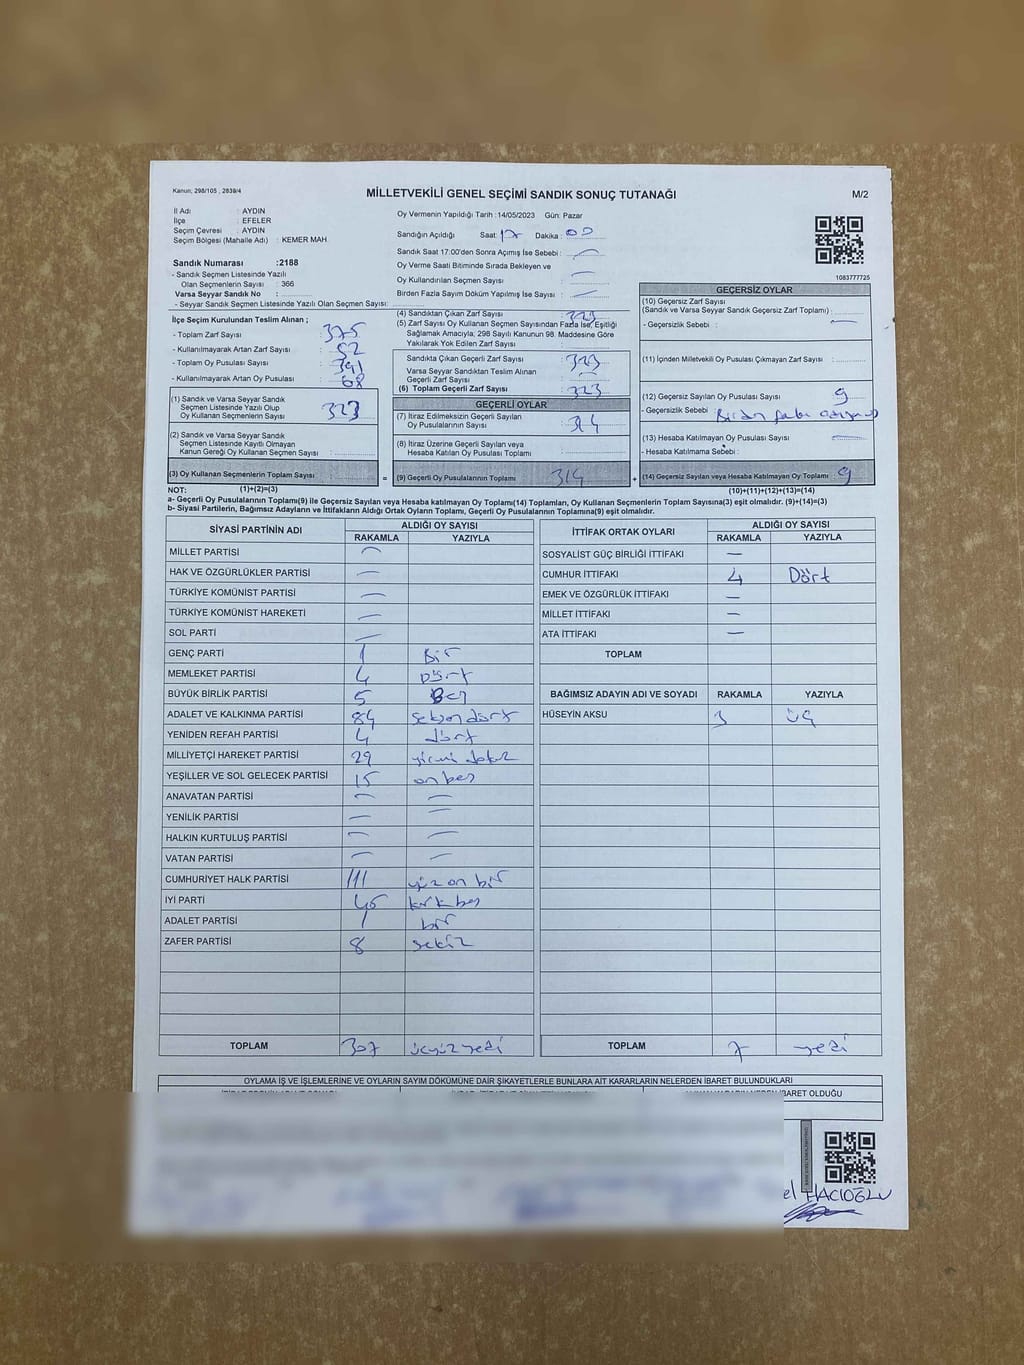 Kanun; 298/105 ; 2839/4
MİLLETVEKİLİ GENEL SEÇİMİ SANDIK SONUÇ TUTANAĞI
M/2
İl Adı : AYDIN
İlçe : EFELER
Seçim Çevresi : AYDIN
Seçim Bölgesi (Mahalle Adı) : KEMER MAH.
Sandık Numarası :2188
- Sandık Seçmen Listesinde Yazılı
Olan Seçmenlerin Sayısı : 366
Varsa Seyyar Sandık No :
- Seyyar Sandık Seçmen Listesinde Yazılı Olan Seçmen Sayısı:
Oy Vermenin Yapıldığı Tarih :14/05/2023 Gün: Pazar
Sandığın Açıldığı Saat: 17 Dakika : 00
Sandık Saat 17:00'den Sonra Açımış İse Sebebi : —
Oy Verme Saati Bitiminde Sırada Bekleyen ve
Oy Kullandırılan Seçmen Sayısı : —
Birden Fazla Sayım Döküm Yapılmış İse Sayısı : —
1083777725
İlçe Seçim Kurulundan Teslim Alınan ;
- Toplam Zarf Sayısı : 375
- Kullanılmayarak Artan Zarf Sayısı : 52
- Toplam Oy Pusulası Sayısı : 391
- Kullanılmayarak Artan Oy Pusulası : 68
(1) Sandık ve Varsa Seyyar Sandık
Seçmen Listesinde Yazılı Olup
Oy Kullanan Seçmenlerin Sayısı : 323
(2) Sandık ve Varsa Seyyar Sandık
Seçmen Listesinde Kayıtlı Olmayan
Kanun Gereği Oy Kullanan Seçmen Sayısı :
(3) Oy Kullanan Seçmenlerin Toplam Sayısı :
(4) Sandıktan Çıkan Zarf Sayısı : 323
(5) Zarf Sayısı Oy Kullanan Seçmen Sayısından Fazla İse, Eşitliği
Sağlamak Amacıyla; 298 Sayılı Kanunun 98. Maddesine Göre
Yakılarak Yok Edilen Zarf Sayısı :
Sandıkta Çıkan Geçerli Zarf Sayısı : 323
Varsa Seyyar Sandıktan Teslim Alınan
Geçerli Zarf Sayısı : —
(6) Toplam Geçerli Zarf Sayısı : 323
GEÇERLİ OYLAR
(7) İtiraz Edilmeksizin Geçerli Sayılan
Oy Pusulalarının Sayısı : 314
(8) İtiraz Üzerine Geçerli Sayılan veya
Hesaba Katılan Oy Pusulası Toplamı :
= (9) Geçerli Oy Pusulalarının Toplamı 314
GEÇERSİZ OYLAR
(10) Geçersiz Zarf Sayısı
(Sandık ve Varsa Seyyar Sandık Geçersiz Zarf Toplamı) :
- Geçersizlik Sebebi : —
(11) İçinden Milletvekili Oy Pusulası Çıkmayan Zarf Sayısı :
(12) Geçersiz Sayılan Oy Pusulası Sayısı : 9
- Geçersizlik Sebebi : Birden fazla
(13) Hesaba Katılmayan Oy Pusulası Sayısı : —
- Hesaba Katılmama Sebebi :
+ (14) Geçersiz Sayılan veya Hesaba Katılmayan Oy Toplamı : 9
NOT: (1)+(2)=(3) (10)+(11)+(12)+(13)=(14)
a- Geçerli Oy Pusulalarının Toplamı(9) ile Geçersiz Sayılan veya Hesaba katılmayan Oy Toplamı(14) Toplamları, Oy Kullanan Seçmenlerin Toplam Sayısına(3) eşit olmalıdır. (9)+(14)=(3)
b- Siyasi Partilerin, Bağımsız Adayların ve İttifakların Aldığı Ortak Oyların Toplamı, Geçerli Oy Pusulalarının Toplamına(9) eşit olmalıdır.
SİYASİ PARTİNİN ADI ALDIĞI OY SAYISI
RAKAMLA YAZIYLA
MİLLET PARTİSİ —
HAK VE ÖZGÜRLÜKLER PARTİSİ —
TÜRKİYE KOMÜNİST PARTİSİ —
TÜRKİYE KOMÜNİST HAREKETİ —
SOL PARTİ —
GENÇ PARTİ 1 Bir
MEMLEKET PARTİSİ 4 Dört
BÜYÜK BİRLİK PARTİSİ 5 Beş
ADALET VE KALKINMA PARTİSİ 84 seksen dört
YENİDEN REFAH PARTİSİ 4 dört
MİLLİYETÇİ HAREKET PARTİSİ 29 yirmi dokuz
YEŞİLLER VE SOL GELECEK PARTİSİ 15 on beş
ANAVATAN PARTİSİ — —
YENİLİK PARTİSİ — —
HALKIN KURTULUŞ PARTİSİ — —
VATAN PARTİSİ — —
CUMHURİYET HALK PARTİSİ 111 yüz on bir
İYİ PARTİ 45 kırk beş
ADALET PARTİSİ 1 bir
ZAFER PARTİSİ 8 sekiz
TOPLAM 307 üçyüz yedi
İTTİFAK ORTAK OYLARI ALDIĞI OY SAYISI
RAKAMLA YAZIYLA
SOSYALİST GÜÇ BİRLİĞİ İTTİFAKI —
CUMHUR İTTİFAKI 4 Dört
EMEK VE ÖZGÜRLÜK İTTİFAKI —
MİLLET İTTİFAKI —
ATA İTTİFAKI —
TOPLAM
BAĞIMSIZ ADAYIN ADI VE SOYADI RAKAMLA YAZIYLA
HÜSEYİN AKSU 3 üç
TOPLAM 7 yedi
OYLAMA İŞ VE İŞLEMLERİNE VE OYLARIN SAYIM DÖKÜMÜNE DAİR ŞİKAYETLERLE BUNLARA AİT KARARLARIN NELERDEN İBARET BULUNDUKLARI
İBARET OLDUĞU
el HACIOĞLU